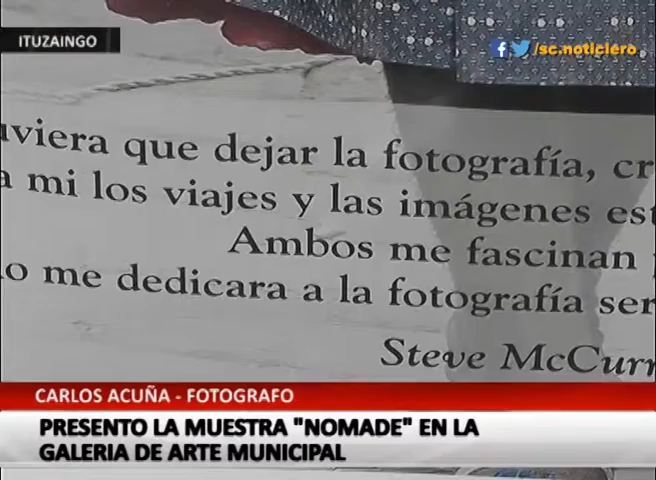 ITUZAINGO
/sc.noticiero
que dejar la fotografía,
mi los viajes y las imágenes
Ambos me fascinan
me dedicara a la fotografía
Steve
CARLOS ACUÑA - FOTOGRAFO
PRESENTO LA MUESTRA "NOMADE" EN LA
GALERIA DE ARTE MUNICIPAL